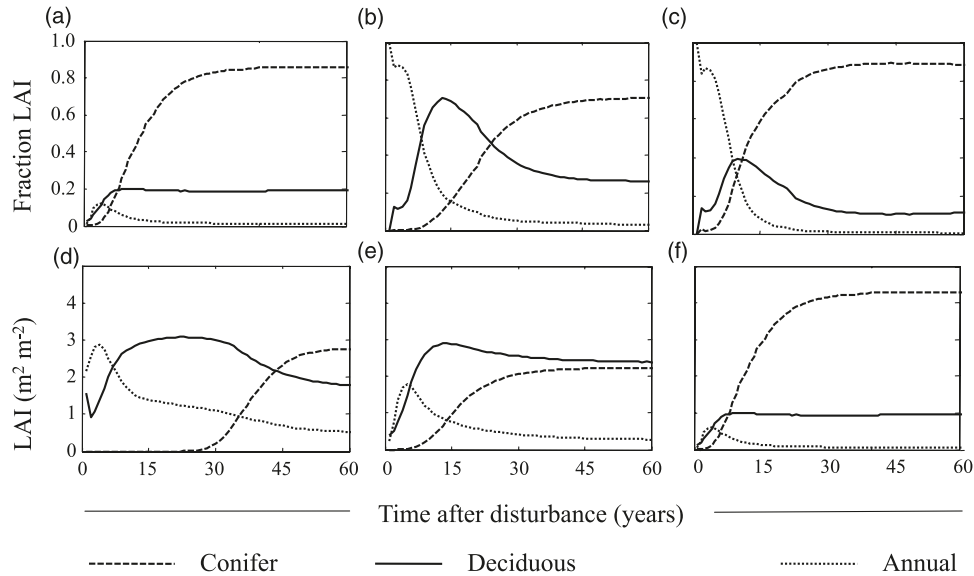 (a) (b) (c)
1.0
0.8
0.6
0.4
0.2
0
Fraction LAI
(d) (e) (f)
4
3
2
1
0
LAI (m² m⁻²)
0 15 30 45 60 0 15 30 45 60 0 15 30 45 60
Time after disturbance (years)
Conifer Deciduous Annual